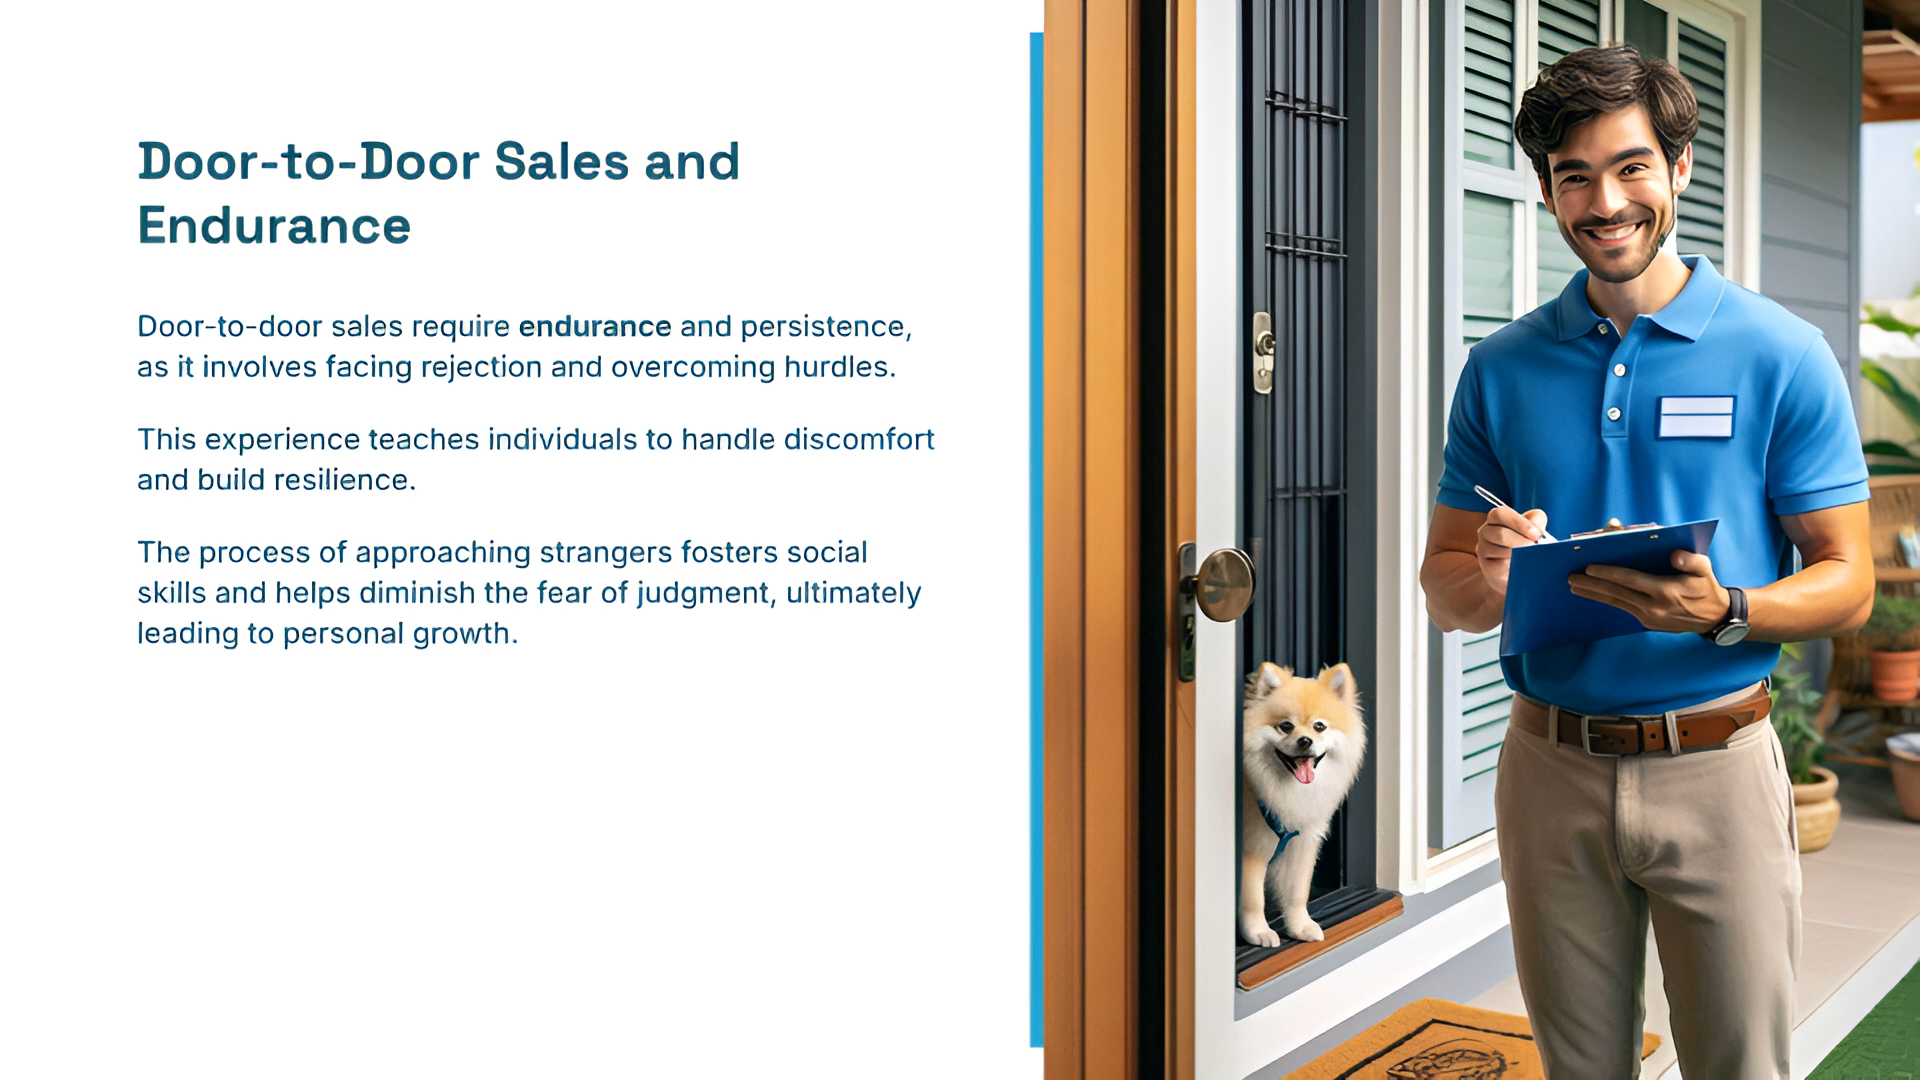 Door-to-Door Sales and
Endurance
Door-to-door sales require endurance and persistence,
as it involves facing rejection and overcoming hurdles.
This experience teaches individuals to handle discomfort
and build resilience.
The process of approaching strangers fosters social
skills and helps diminish the fear of judgment, ultimately
leading to personal growth.